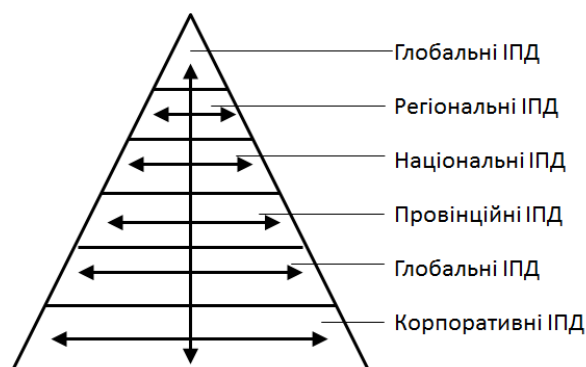 Глобальні ІПД
Регіональні ІПД
Національні ІПД
Провінційні ІПД
Глобальні ІПД
Корпоративні ІПД